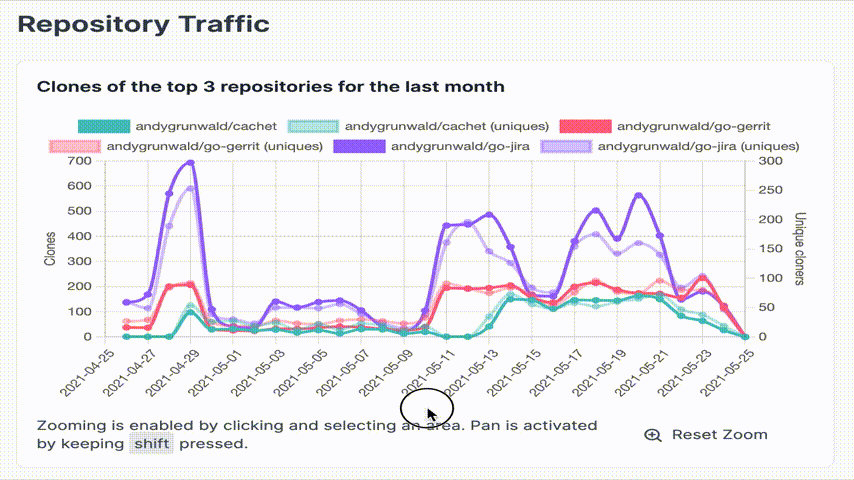 Repository Traffic
Clones of the top 3 repositories for the last month
andygrunwald/cachet andygrunwald/cachet (uniques) andygrunwald/go-gerrit
andygrunwald/go-gerrit (uniques) andygrunwald/go-jira andygrunwald/go-jira (uniques)
700 300
600 250
500 200
400
300 150
200 100
100 50
0 0
Clones
Unique cloners
2021-04-25 2021-04-27 2021-04-29 2021-05-01 2021-05-03 2021-05-05 2021-05-07 2021-05-09 2021-05-11 2021-05-13 2021-05-15 2021-05-17 2021-05-19 2021-05-21 2021-05-23 2021-05-25
Zooming is enabled by clicking and selecting an area. Pan is activated
by keeping shift pressed.
Reset Zoom